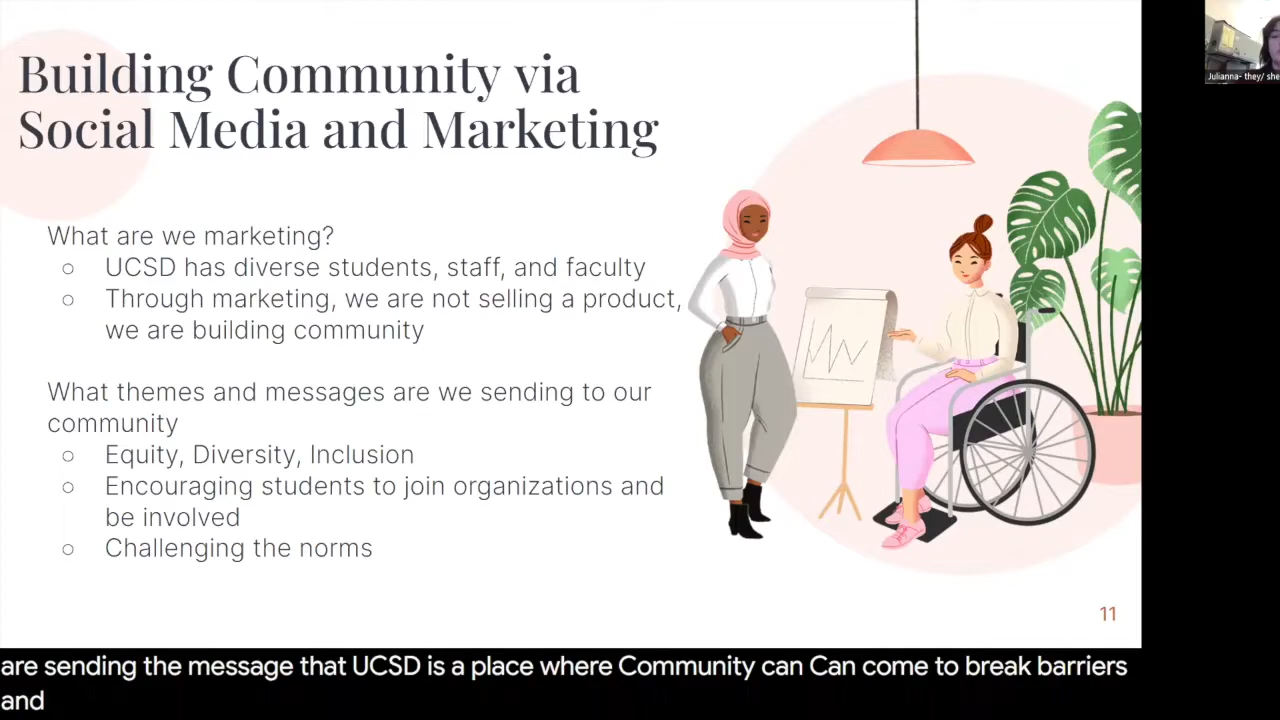 Building Community via
Social Media and Marketing
What are we marketing?
○ UCSD has diverse students, staff, and faculty
○ Through marketing, we are not selling a product,
we are building community
What themes and messages are we sending to our
community
○ Equity, Diversity, Inclusion
○ Encouraging students to join organizations and
be involved
○ Challenging the norms
11
Julianna- they/ she
are sending the message that UCSD is a place where Community can Can come to break barriers
and